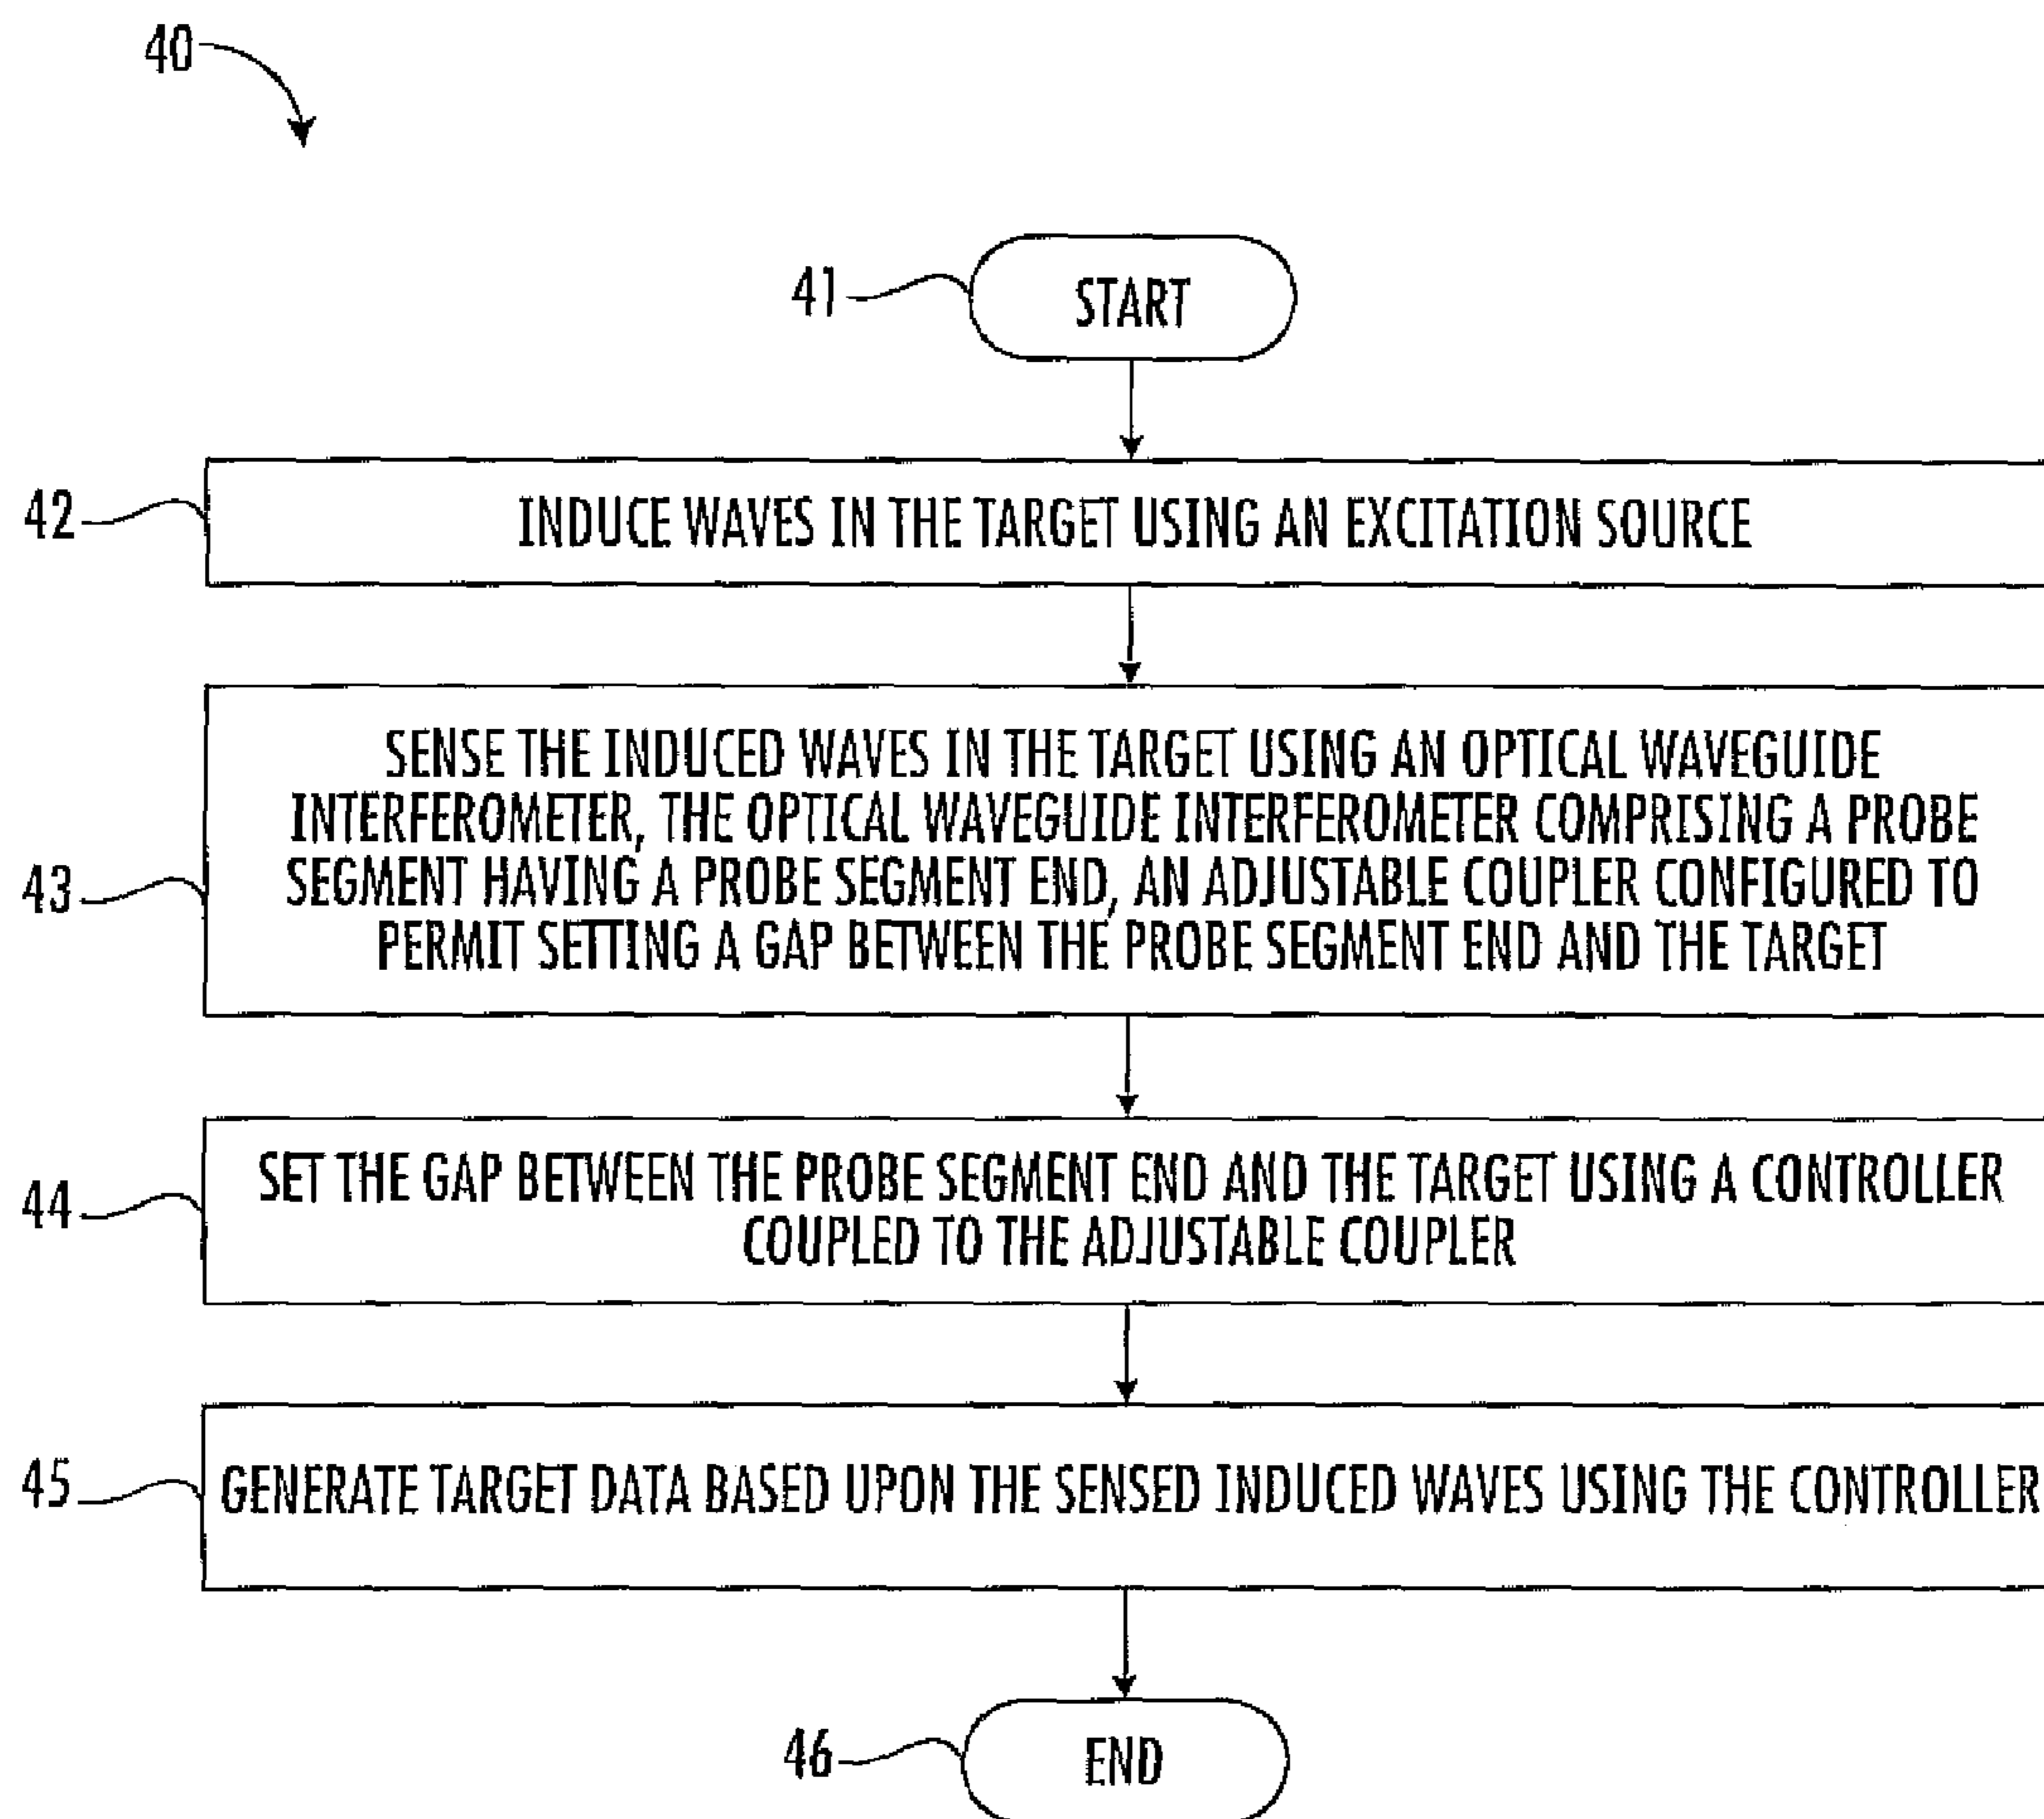 40
41
START
42
INDUCE WAVES IN THE TARGET USING AN EXCITATION SOURCE
43
SENSE THE INDUCED WAVES IN THE TARGET USING AN OPTICAL WAVEGUIDE
INTERFEROMETER, THE OPTICAL WAVEGUIDE INTERFEROMETER COMPRISING A PROBE
SEGMENT HAVING A PROBE SEGMENT END, AN ADJUSTABLE COUPLER CONFIGURED TO
PERMIT SETTING A GAP BETWEEN THE PROBE SEGMENT END AND THE TARGET
44
SET THE GAP BETWEEN THE PROBE SEGMENT END AND THE TARGET USING A CONTROLLER
COUPLED TO THE ADJUSTABLE COUPLER
45
GENERATE TARGET DATA BASED UPON THE SENSED INDUCED WAVES USING THE CONTROLLER
46
END